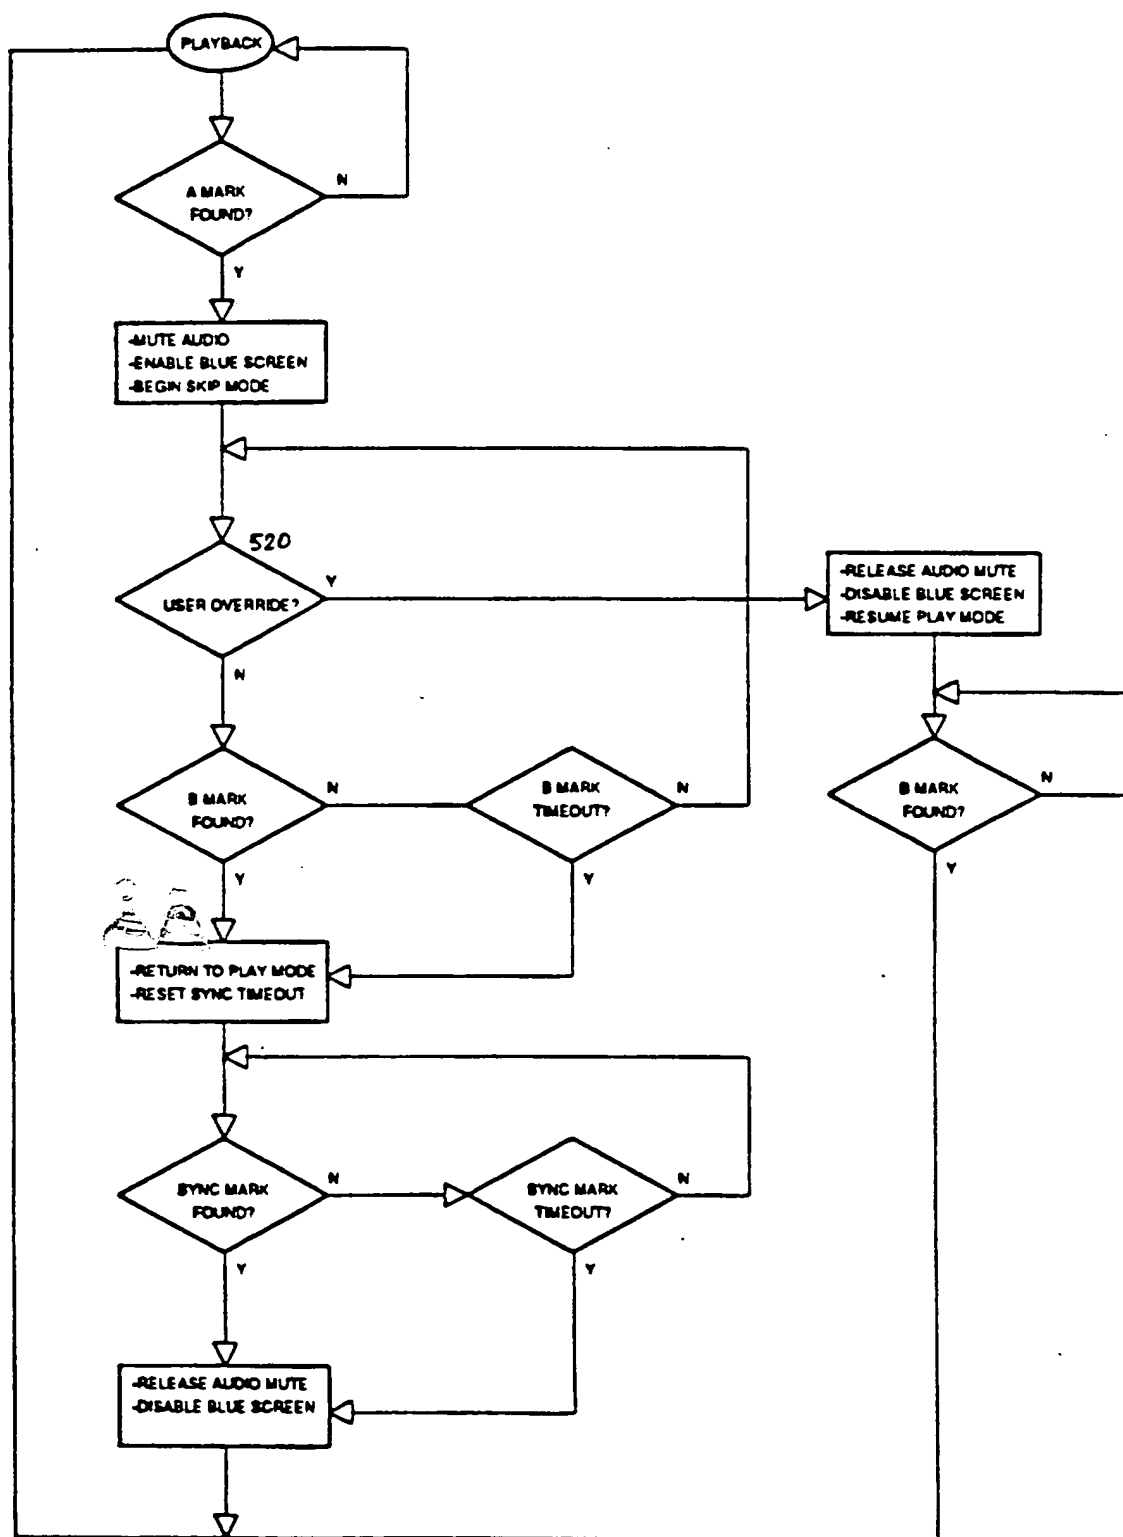 PLAYBACK
A MARK
FOUND?
N
Y
-MUTE AUDIO
-ENABLE BLUE SCREEN
-BEGIN SKIP MODE
520
USER OVERRIDE?
Y
N
-RELEASE AUDIO MUTE
-DISABLE BLUE SCREEN
-RESUME PLAY MODE
B MARK
FOUND?
N
Y
B MARK
TIMEOUT?
N
Y
B MARK
FOUND?
N
Y
-RETURN TO PLAY MODE
-RESET SYNC TIMEOUT
SYNC MARK
FOUND?
N
Y
SYNC MARK
TIMEOUT?
N
Y
-RELEASE AUDIO MUTE
-DISABLE BLUE SCREEN